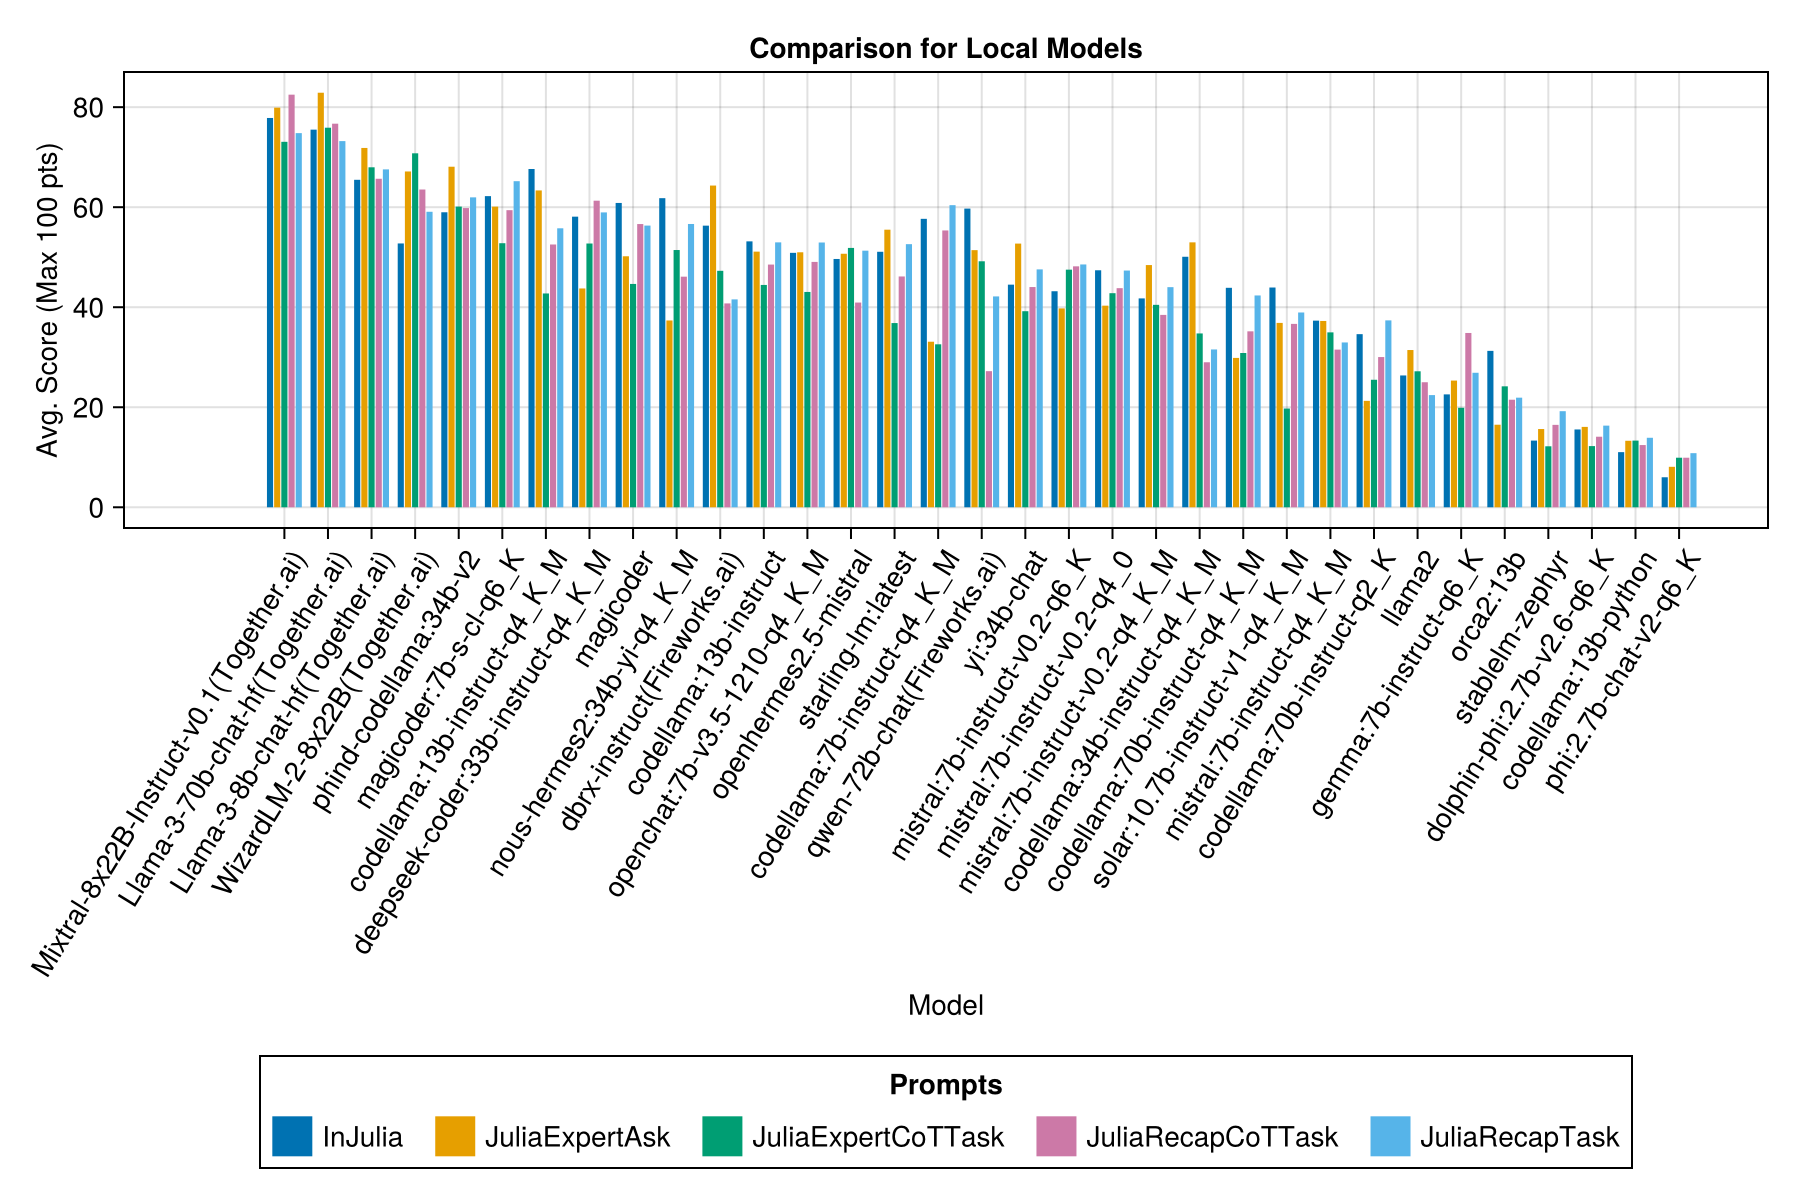 Comparison for Local Models
Avg. Score (Max 100 pts)
80
60
40
20
0
Mixtral-8x22B-Instruct-v0.1(Together.ai)
Llama-3-70b-chat-hf(Together.ai)
Llama-3-8b-chat-hf(Together.ai)
WizardLM-2-8x22B(Together.ai)
phind-codellama:34b-v2
magicoder:7b-s-cl-q6_K
codellama:13b-instruct-q4_K_M
deepseek-coder:33b-instruct-q4_K_M
magicoder
nous-hermes2:34b-yi-q4_K_M
dbrx-instruct(Fireworks.ai)
codellama:13b-instruct
openchat:7b-v3.5-1210-q4_K_M
openhermes2.5-mistral
starling-lm:latest
codellama:7b-instruct-q4_K_M
qwen-72b-chat(Fireworks.ai)
yi:34b-chat
mistral:7b-instruct-v0.2-q6_K
mistral:7b-instruct-v0.2-q4_0
mistral:7b-instruct-v0.2-q4_K_M
codellama:34b-instruct-q4_K_M
codellama:70b-instruct-q4_K_M
solar:10.7b-instruct-v1-q4_K_M
mistral:7b-instruct-q4_K_M
codellama:70b-instruct-q2_K
llama2
gemma:7b-instruct-q6_K
orca2:13b
stablelm-zephyr
dolphin-phi:2.7b-v2.6-q6_K
codellama:13b-python
phi:2.7b-chat-v2-q6_K
Model
Prompts
InJulia
JuliaExpertAsk
JuliaExpertCoTTask
JuliaRecapCoTTask
JuliaRecapTask